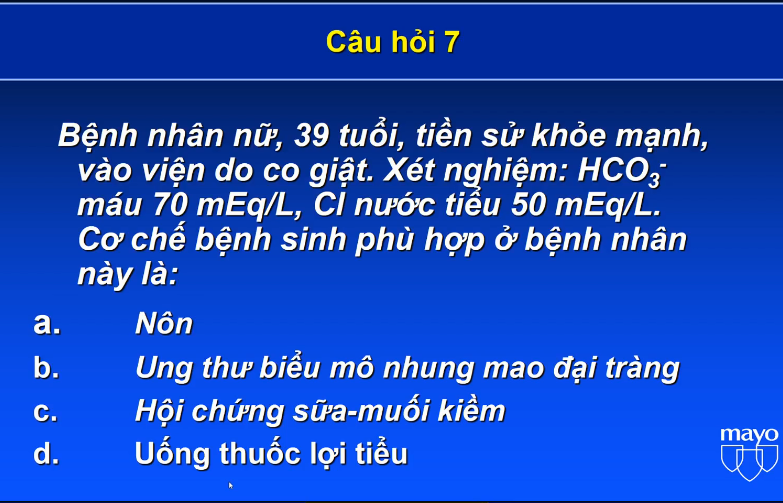 Câu hỏi 7
Bệnh nhân nữ, 39 tuổi, tiền sử khỏe mạnh,
vào viện do co giật. Xét nghiệm: HCO₃⁻
máu 70 mEq/L, Cl nước tiểu 50 mEq/L.
Cơ chế bệnh sinh phù hợp ở bệnh nhân
này là:
a. Nôn
b. Ung thư biểu mô nhung mao đại tràng
c. Hội chứng sữa-muối kiềm
d. Uống thuốc lợi tiểu
mayo